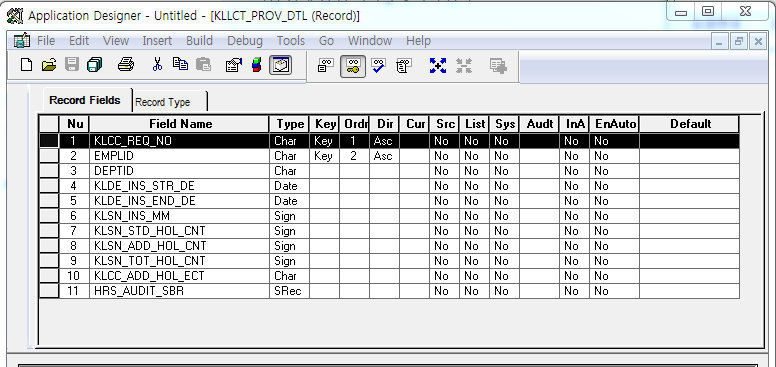 Application Designer - Untitled - [KLLCT_PROV_DTL (Record)]
File Edit View Insert Build Debug Tools Go Window Help
Record Fields Record Type
Nu Field Name Type Key Ordr Dir Cur Src List Sys Audt InA EnAuto Default
1 KLCC_REQ_NO Char Key 1 Asc No No No No No
2 EMPLID Char Key 2 Asc No No No No No
3 DEPTID Char No No No No No
4 KLDE_INS_STR_DE Date No No No No No
5 KLDE_INS_END_DE Date No No No No No
6 KLSN_INS_MM Sign No No No No No
7 KLSN_STD_HOL_CNT Sign No No No No No
8 KLSN_ADD_HOL_CNT Sign No No No No No
9 KLSN_TOT_HOL_CNT Sign No No No No No
10 KLCC_ADD_HOL_ECT Char No No No No No
11 HRS_AUDIT_SBR SRec No No No No No